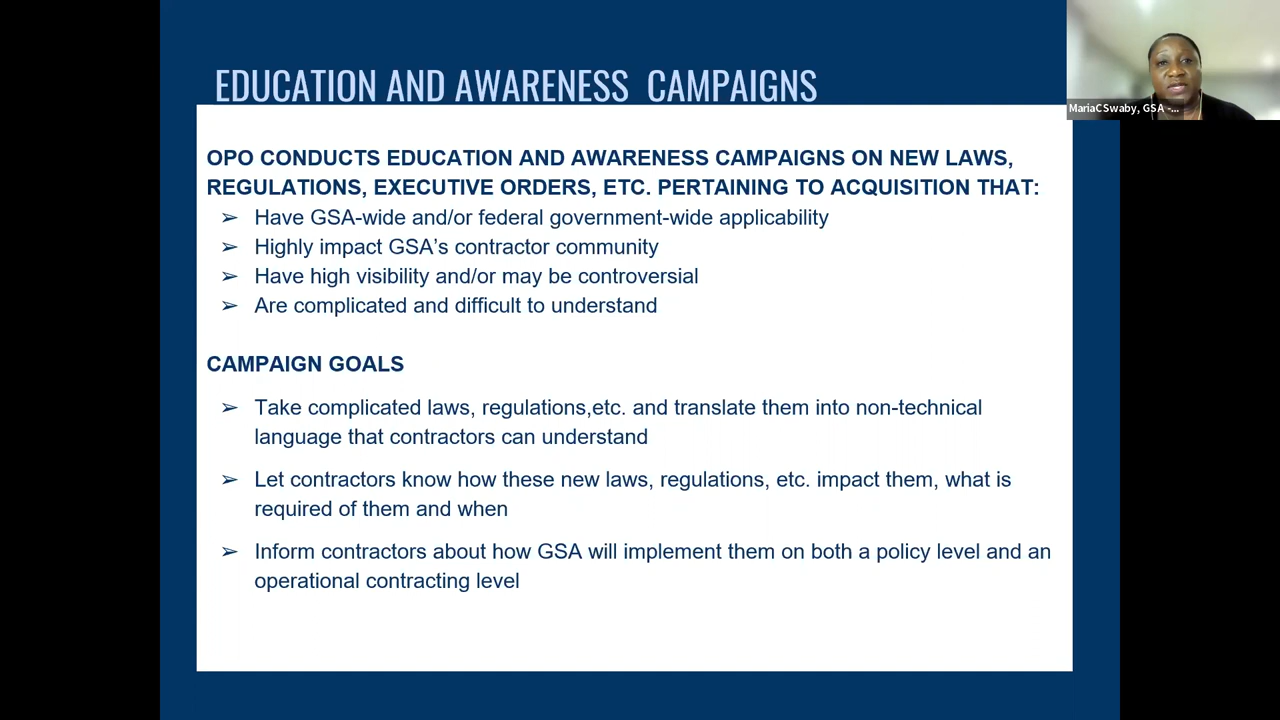 EDUCATION AND AWARENESS CAMPAIGNS
MariaCSwaby, GSA -...
OPO CONDUCTS EDUCATION AND AWARENESS CAMPAIGNS ON NEW LAWS,
REGULATIONS, EXECUTIVE ORDERS, ETC. PERTAINING TO ACQUISITION THAT:
➢ Have GSA-wide and/or federal government-wide applicability
➢ Highly impact GSA’s contractor community
➢ Have high visibility and/or may be controversial
➢ Are complicated and difficult to understand
CAMPAIGN GOALS
➢ Take complicated laws, regulations,etc. and translate them into non-technical
language that contractors can understand
➢ Let contractors know how these new laws, regulations, etc. impact them, what is
required of them and when
➢ Inform contractors about how GSA will implement them on both a policy level and an
operational contracting level